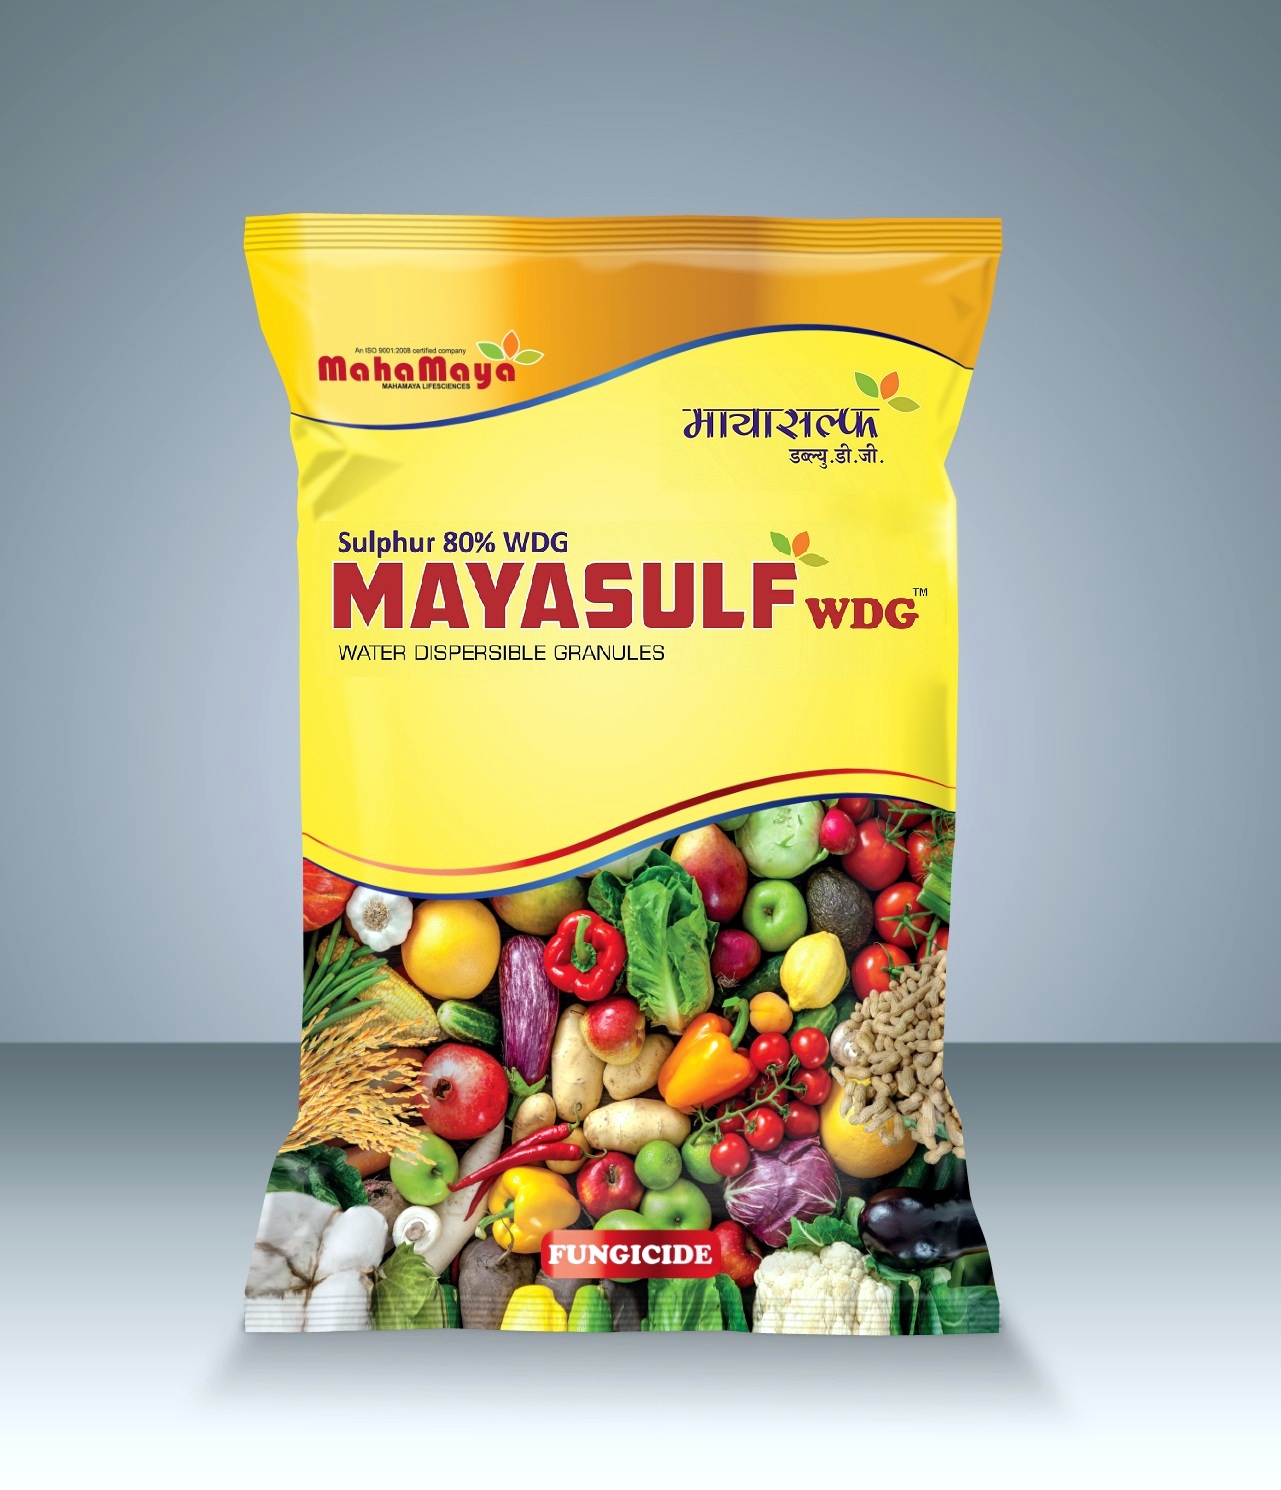 An ISO 9001:2008 certified company
MahaMaya
MAHAMAYA LIFESCIENCES
मायासल्फ
डब्ल्यु.डी.जी.
Sulphur 80% WDG
MAYASULF WDG™
WATER DISPERSIBLE GRANULES
FUNGICIDE